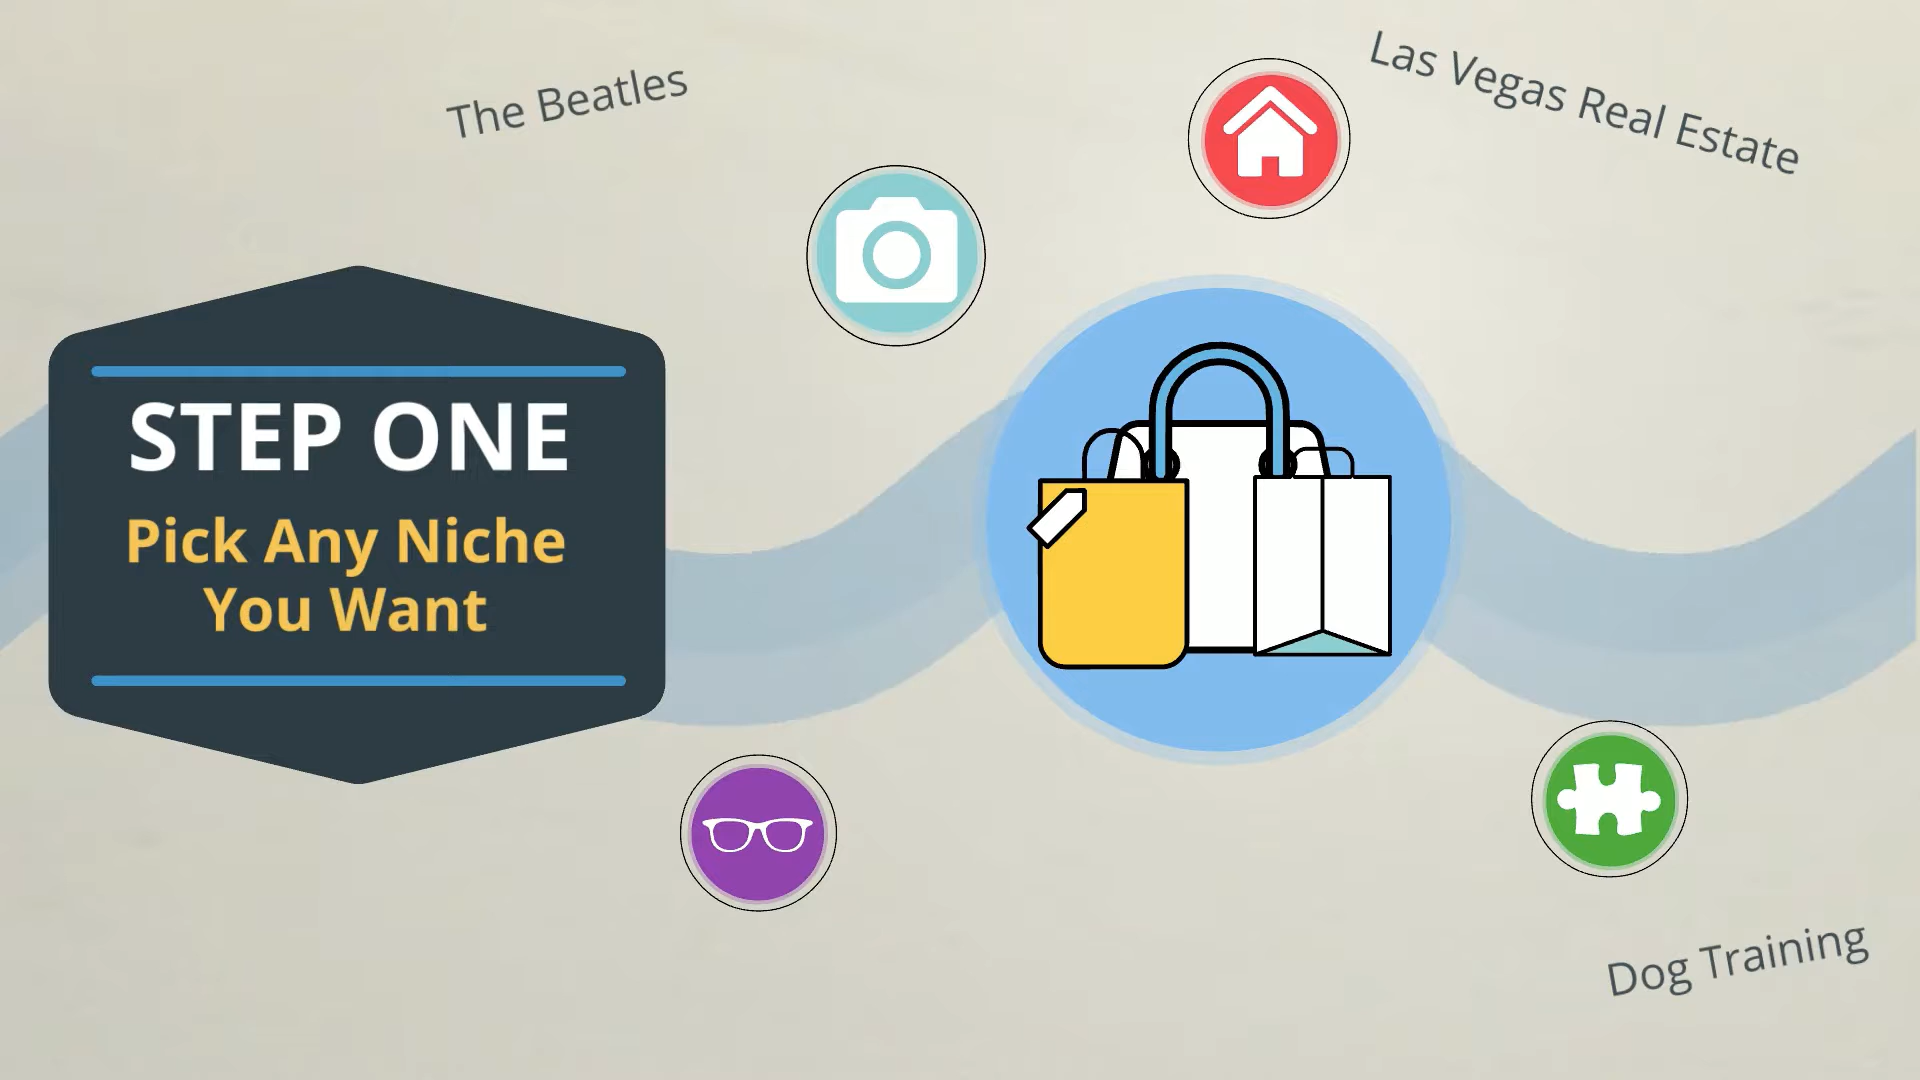 The Beatles
Las Vegas Real Estate
STEP ONE
Pick Any Niche
You Want
Dog Training